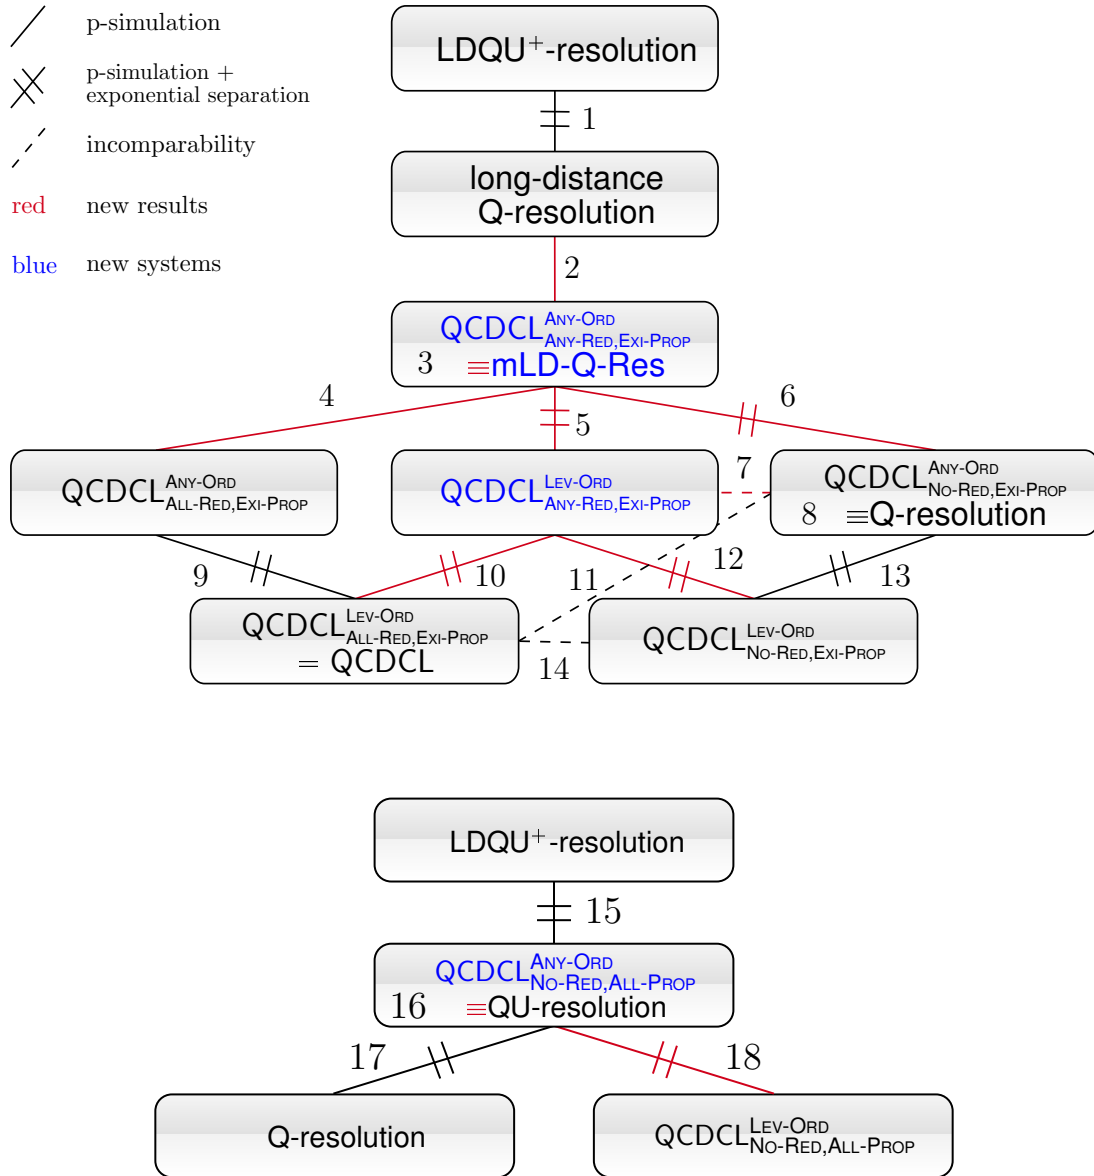 p-simulation
p-simulation +
exponential separation
incomparability
red new results
blue new systems
LDQU⁺-resolution
1
long-distance
Q-resolution
2
QCDCL^{ANY-ORD}_{ANY-RED,EXI-PROP}
3 ≡mLD-Q-Res
4
5
6
7
QCDCL^{ANY-ORD}_{ALL-RED,EXI-PROP}
QCDCL^{LEV-ORD}_{ANY-RED,EXI-PROP}
QCDCL^{ANY-ORD}_{NO-RED,EXI-PROP}
8 ≡Q-resolution
9
10
11
12
13
QCDCL^{LEV-ORD}_{ALL-RED,EXI-PROP}
= QCDCL
14
QCDCL^{LEV-ORD}_{NO-RED,EXI-PROP}
LDQU⁺-resolution
15
QCDCL^{ANY-ORD}_{NO-RED,ALL-PROP}
16 ≡QU-resolution
17
18
Q-resolution
QCDCL^{LEV-ORD}_{NO-RED,ALL-PROP}